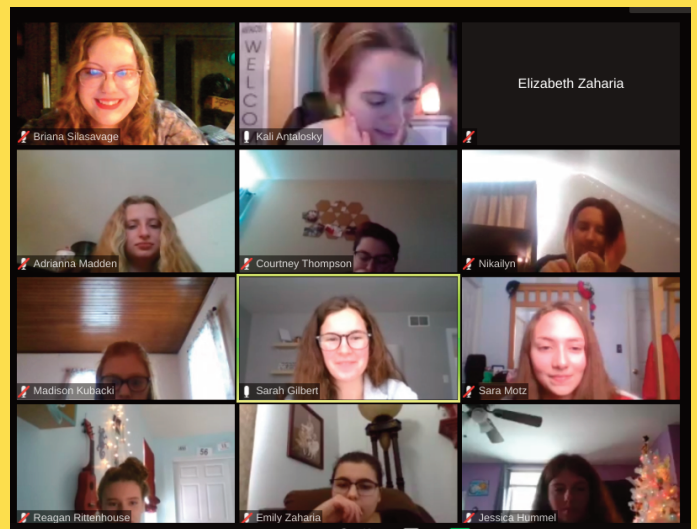 WELCO
Briana Silasavage
Kali Antalosky
Elizabeth Zaharia
Adrianna Madden
Courtney Thompson
Nikailyn
Madison Kubacki
Sarah Gilbert
Sara Motz
56
Reagan Rittenhouse
Emily Zaharia
Jessica Hummel